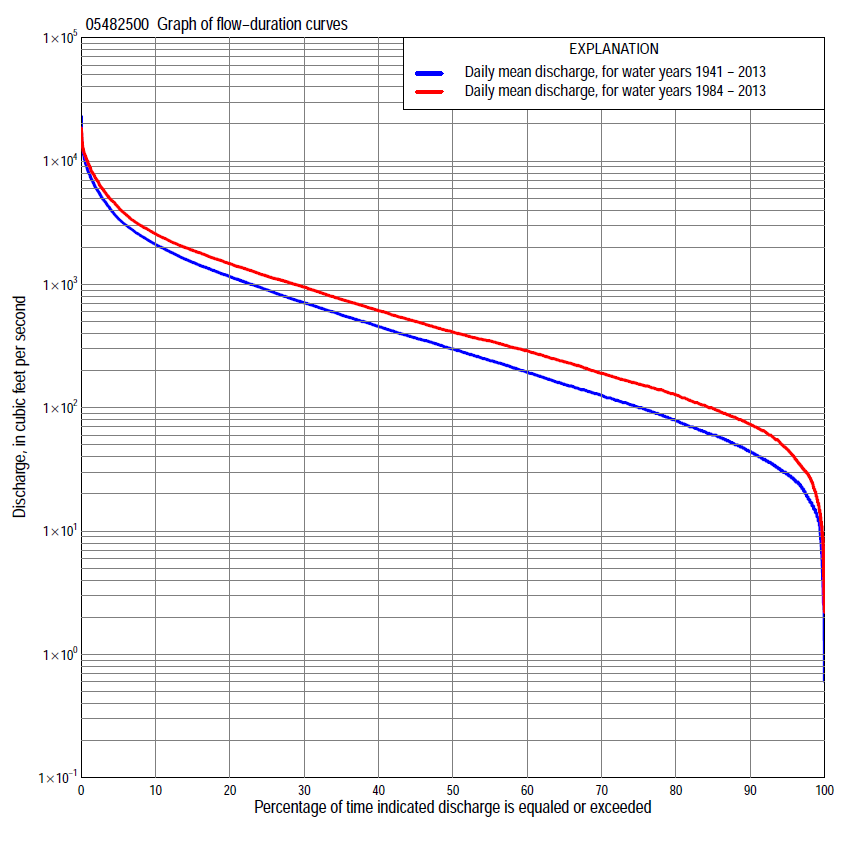 05482500 Graph of flow−duration curves
EXPLANATION
Daily mean discharge, for water years 1941 − 2013
Daily mean discharge, for water years 1984 − 2013
1×10⁵
1×10⁴
1×10³
1×10²
1×10¹
1×10⁰
1×10⁻¹
Discharge, in cubic feet per second
0 10 20 30 40 50 60 70 80 90 100
Percentage of time indicated discharge is equaled or exceeded